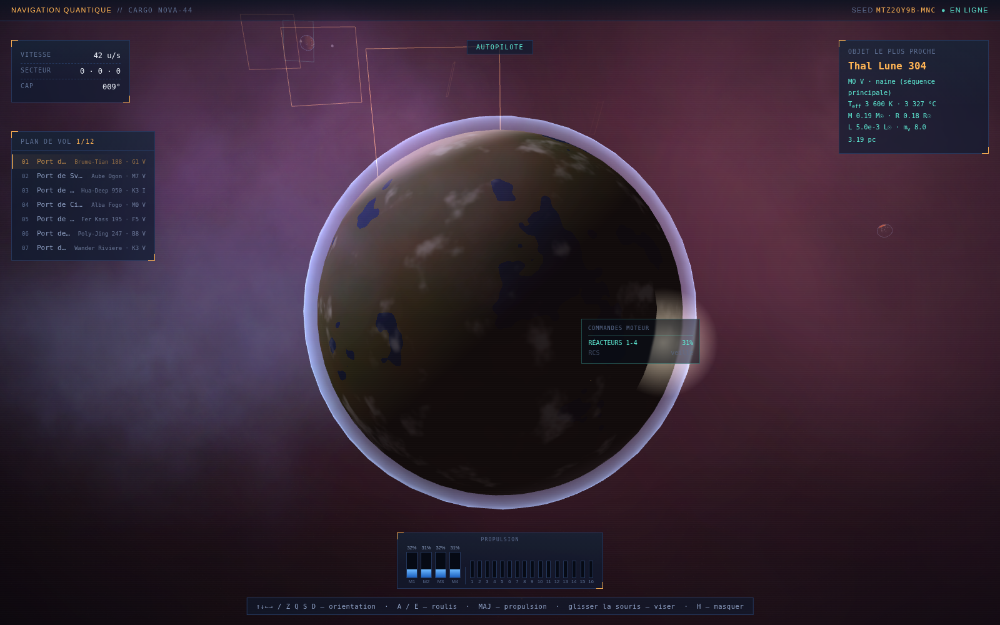 NAVIGATION QUANTIQUE // CARGO NOVA-44
SEED MTZ2QY9B-MNC ● EN LIGNE
VITESSE 42 u/s
SECTEUR 0 · 0 · 0
CAP 009°
AUTOPILOTE
OBJET LE PLUS PROCHE
Thal Lune 304
M0 V · naine (séquence
principale)
Teff 3 600 K · 3 327 °C
M 0.19 M☉ · R 0.18 R☉
L 5.0e-3 L☉ · mv 8.0
3.19 pc
PLAN DE VOL 1/12
01 Port d… Brume-Tian 188 · G1 V
02 Port de Sv… Aube Ogon · M7 V
03 Port de … Hua-Deep 950 · K3 I
04 Port de Ci… Alba Fogo · M0 V
05 Port de … Fer Kass 195 · F5 V
06 Port de… Poly-Jing 247 · B8 V
07 Port d… Wander Riviere · K3 V
COMMANDES MOTEUR
RÉACTEURS 1-4 31%
RCS
PROPULSION
32% 31% 32% 31%
M1 M2 M3 M4 1 2 3 4 5 6 7 8 9 10 11 12 13 14 15 16
↑↓←→ / Z Q S D — orientation · A / E — roulis · MAJ — propulsion · glisser la souris — viser · H — masquer